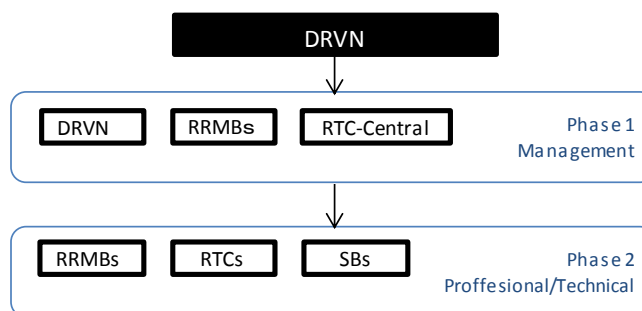 DRVN
DRVN
RRMBs
RTC-Central
Phase 1
Management
RRMBs
RTCs
SBs
Phase 2
Proffesional/Technical